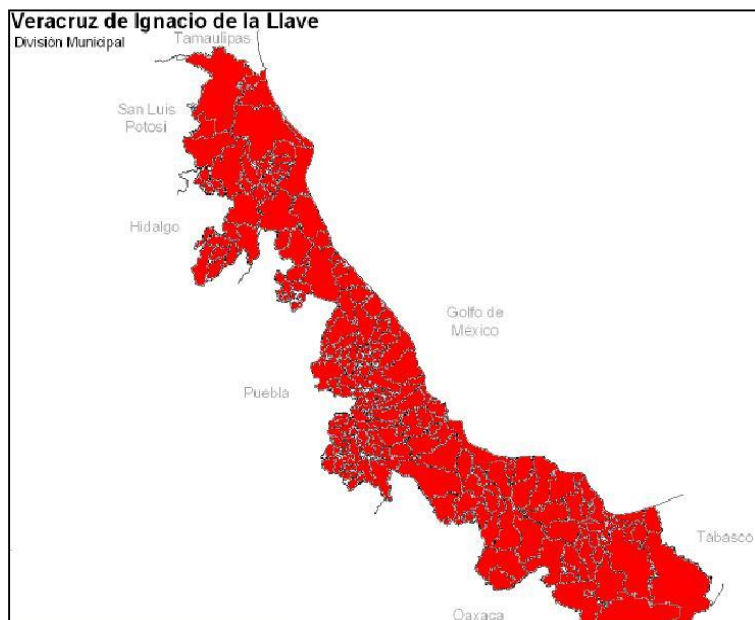 Veracruz de Ignacio de la Llave
División Municipal
Tamaulipas
San Luis
Potosí
Hidalgo
Golfo de
México
Puebla
Tabasco
Oaxaca